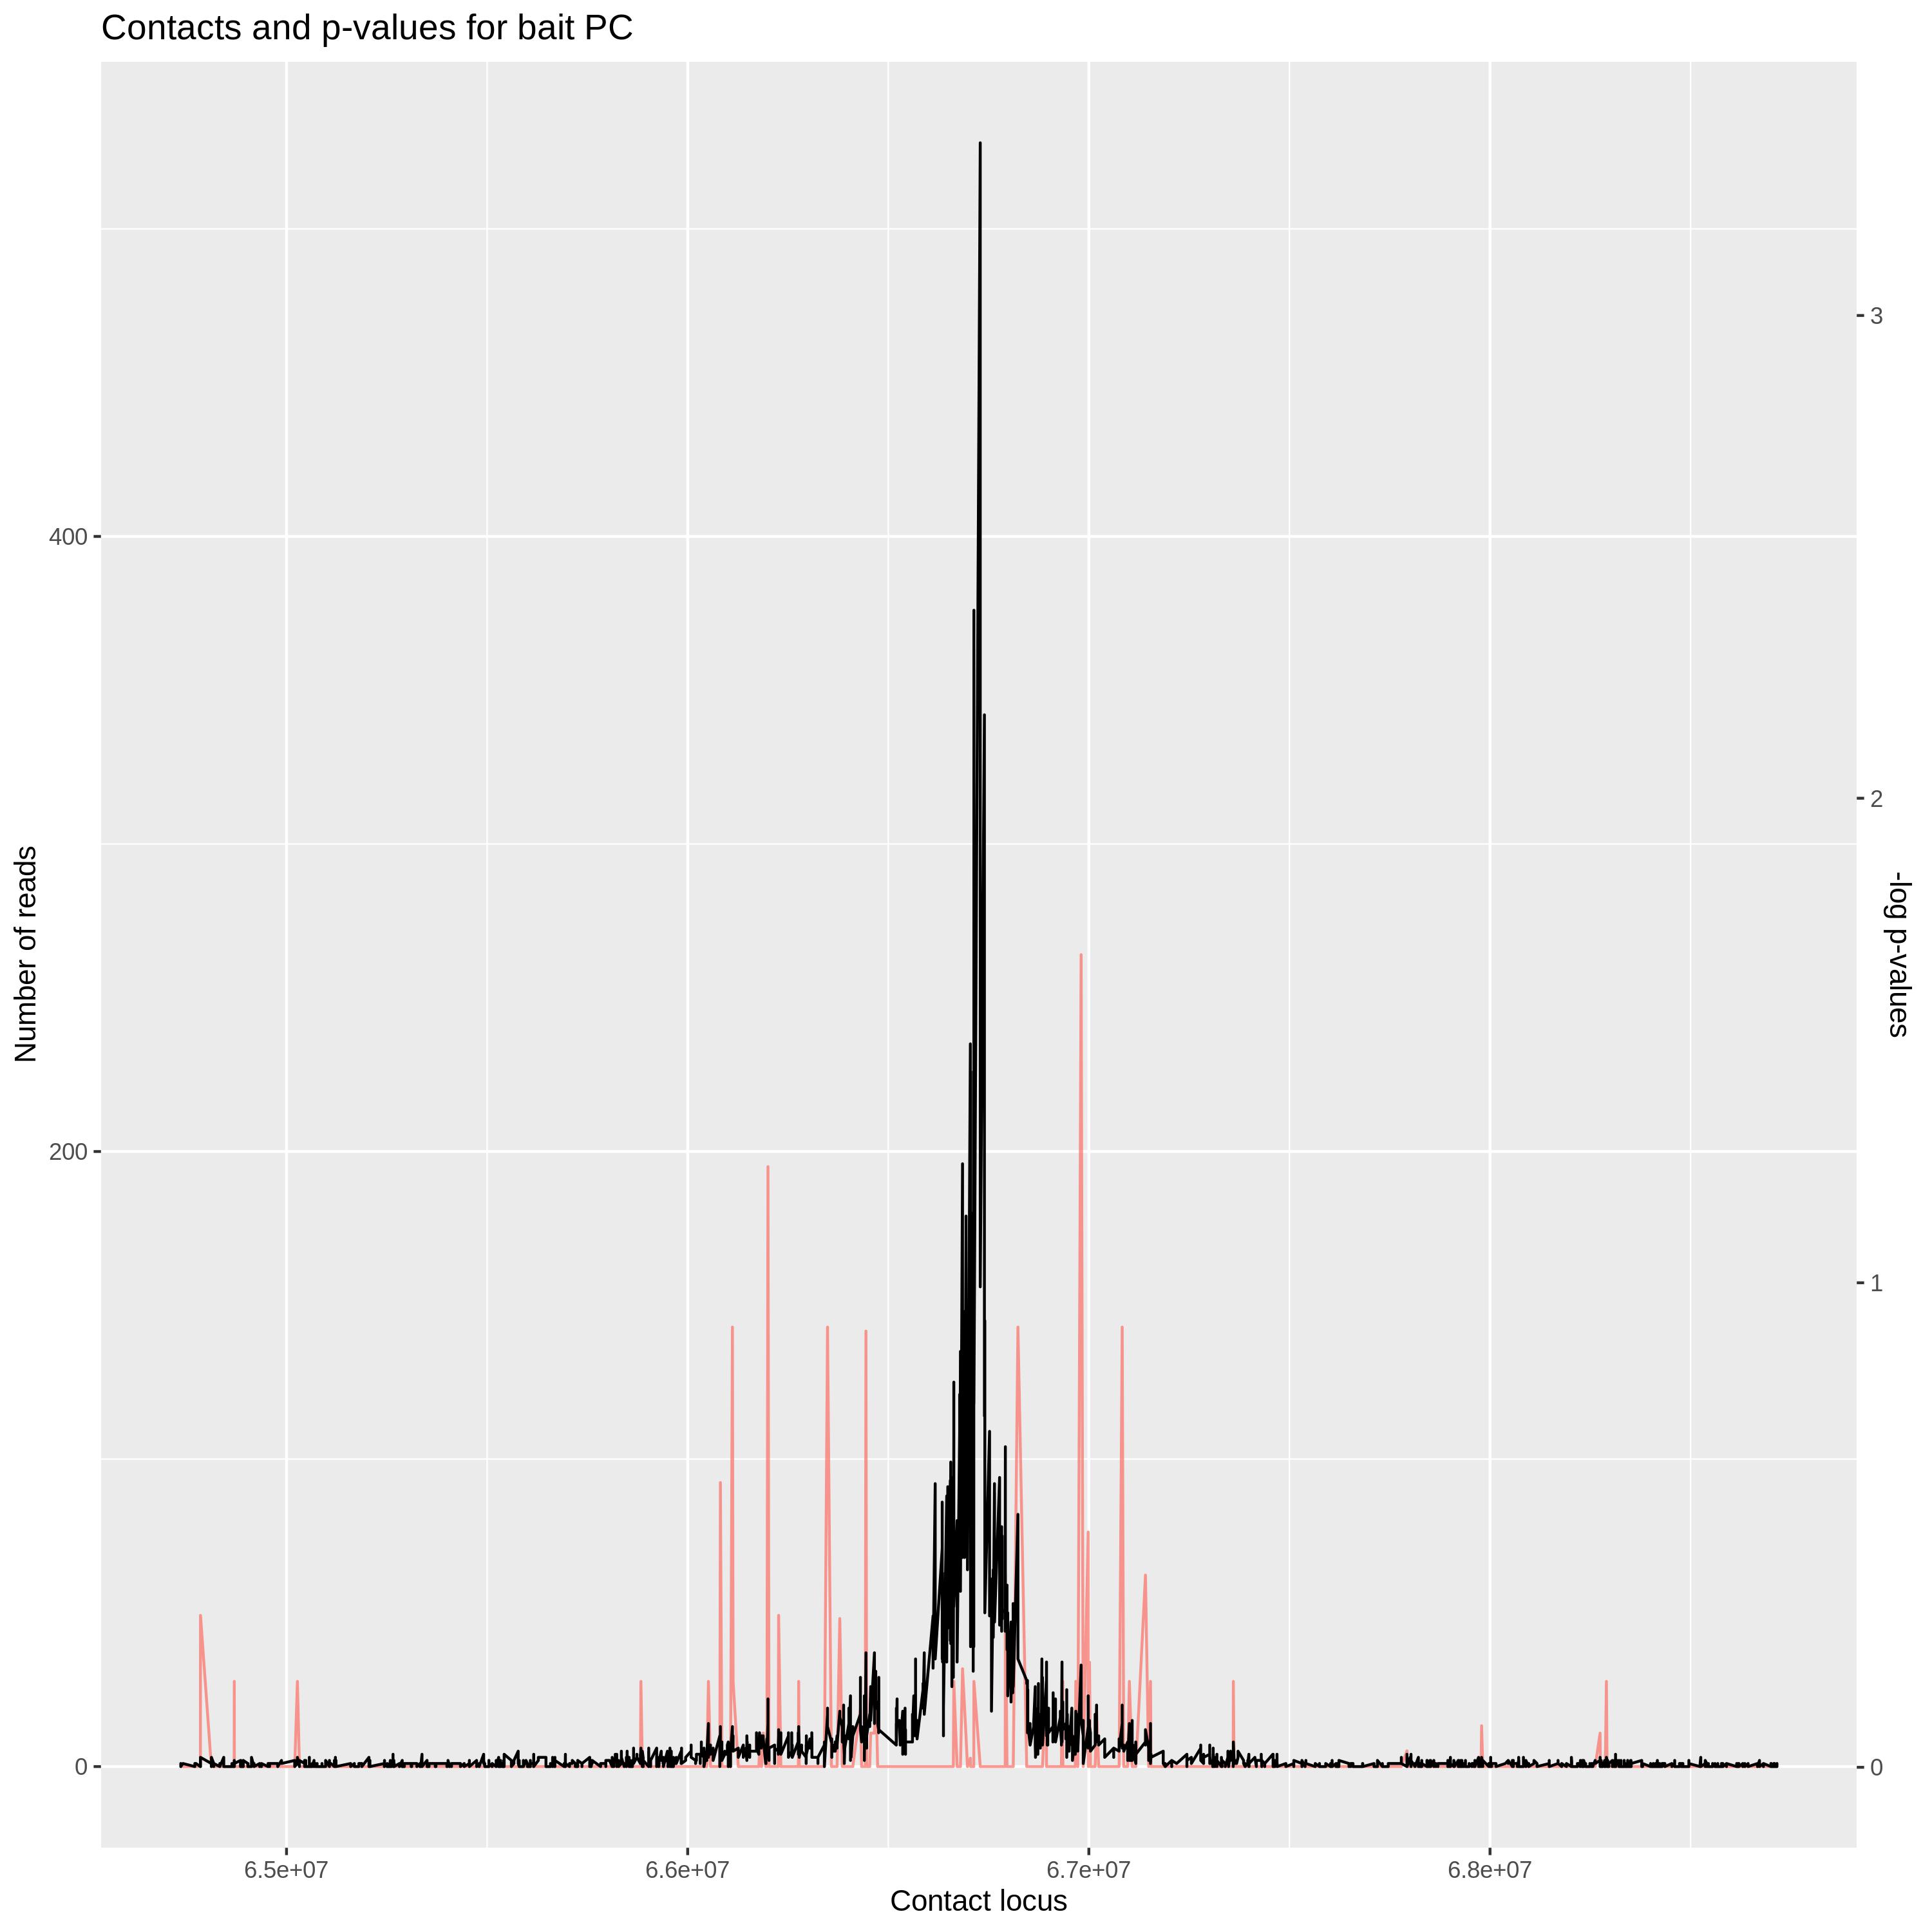 Contacts and p-values for bait PC
Number of reads
400
200
0
3
2
1
0
-log p-values
6.5e+07
6.6e+07
6.7e+07
6.8e+07
Contact locus